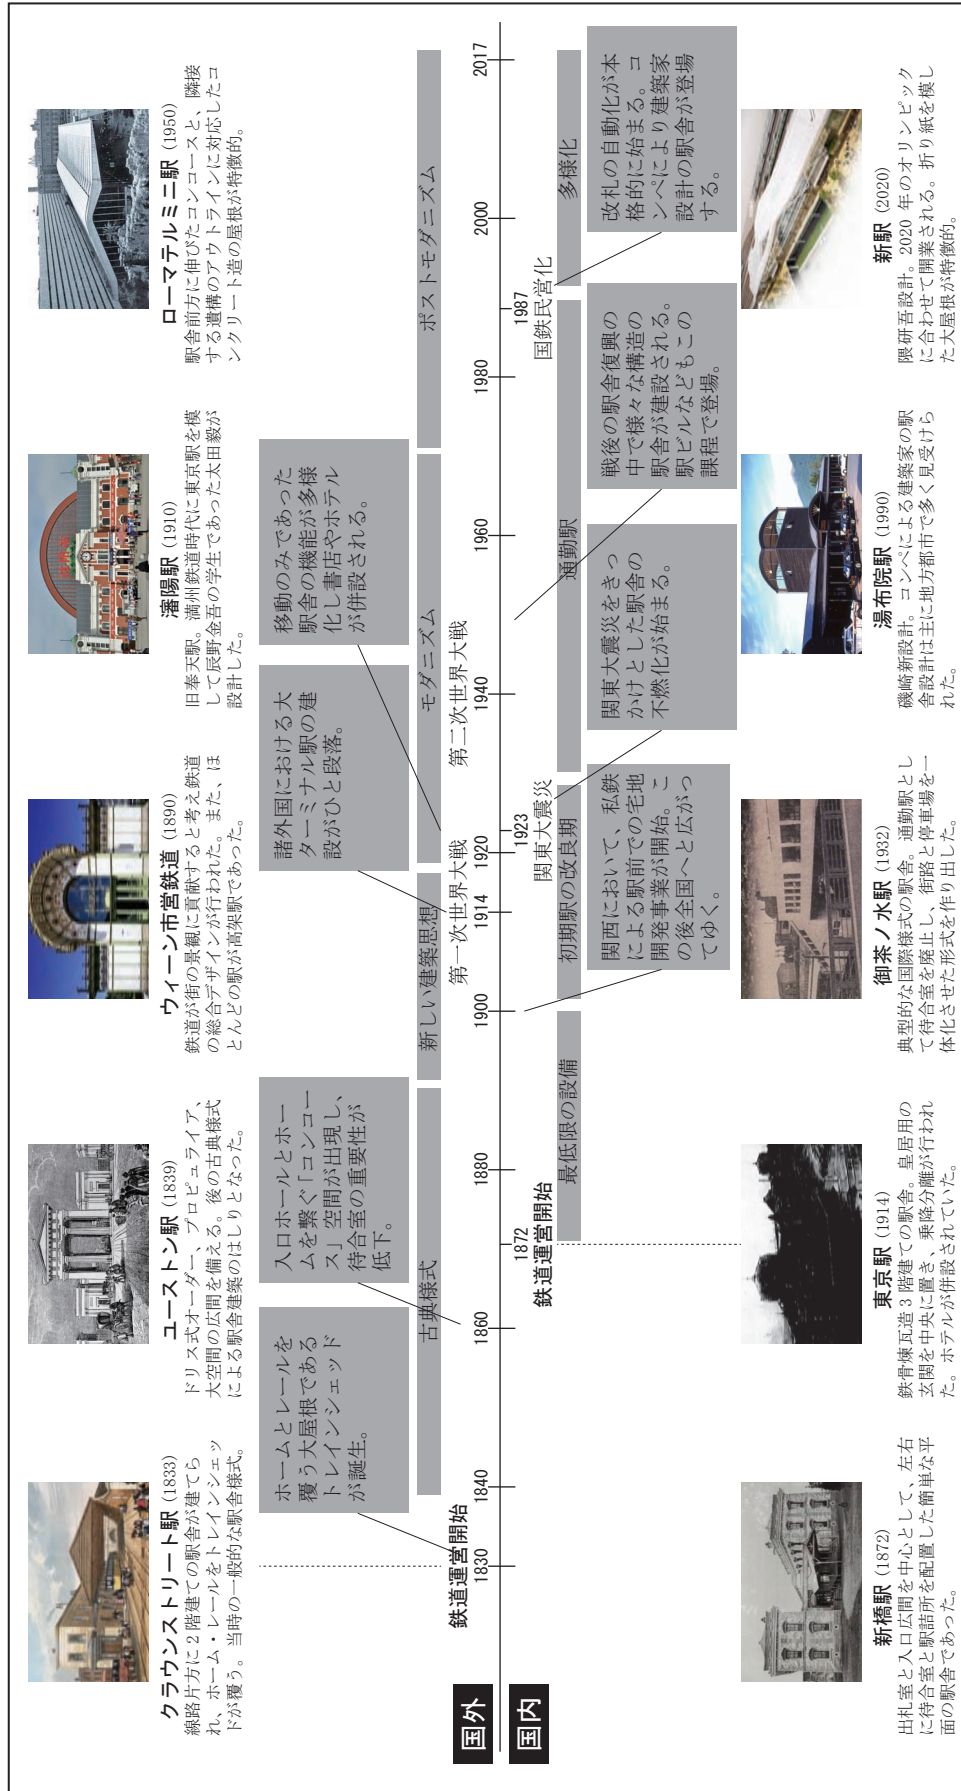 クラウンストリート駅 (1833)
線路片方に2階建ての駅舎が建てら
れ、ホーム・レールをトレインシェッ
ドが覆う。当時の一般的な駅舎様式。
ユーストン駅 (1839)
ドリス式オーダー、プロピュライア、
大空間の広間を備える。後の古典様式
による駅舎建築のはしりとなった。
ウィーン市営鉄道 (1890)
鉄道が街の景観に貢献すると考え鉄道
の総合デザインが行われた。また、ほ
とんどの駅が高架駅であった。
瀋陽駅 (1910)
旧奉天駅。満州鉄道時代に東京駅を模
して辰野金吾の学生であった太田毅が
設計した。
ローマテルミニ駅 (1950)
駅舎前方に伸びたコンコースと、隣接
する遺構のアウトラインに対応したコ
ンクリート造の屋根が特徴的。
ホームとレールを
覆う大屋根である
トレインシェッド
が誕生。
入口ホールとホー
ムを繋ぐ「コンコー
ス」空間が出現し、
待合室の重要性が
低下。
諸外国における大
ターミナル駅の建
設がひと段落。
移動のみであった
駅舎の機能が多様
化し書店やホテル
が併設される。
古典様式
新しい建築思想
モダニズム
ポストモダニズム
鉄道運営開始
第一次世界大戦
第二次世界大戦
国外
1830
1840
1860
1880
1900
1914
1920
1940
1960
1980
2000
2017
国内
1872
鉄道運営開始
1923
関東大震災
1987
国鉄民営化
最低限の設備
初期駅の改良期
通勤駅
多様化
関西において、私鉄
による駅前での宅地
開発事業が開始。こ
の後全国へと広がっ
てゆく。
関東大震災をきっ
かけとした駅舎の
不燃化が始まる。
戦後の駅舎復興の
中で様々な構造の
駅舎が建設される。
駅ビルなどもこの
課程で登場。
改札の自動化が本
格的に始まる。コ
ンペにより建築家
設計の駅舎が登場
する。
新橋駅 (1872)
出札室と入口広間を中心として、左右
に待合室と駅詰所を配置した簡単な平
面の駅舎であった。
東京駅 (1914)
鉄骨煉瓦造3階建ての駅舎。皇居用の
玄関を中央に置き、乗降分離が行われ
た。ホテルが併設されていた。
御茶ノ水駅 (1932)
典型的な国際様式の駅舎。通勤駅とし
て待合室を廃止し、街路と停車場を一
体化させた形式を作り出した。
湯布院駅 (1990)
磯崎新設計。コンペによる建築家の駅
舎設計は主に地方都市で多く見受けら
れた。
新駅 (2020)
隈研吾設計。2020 年のオリンピック
に合わせて開業される。折り紙を模し
た大屋根が特徴的。